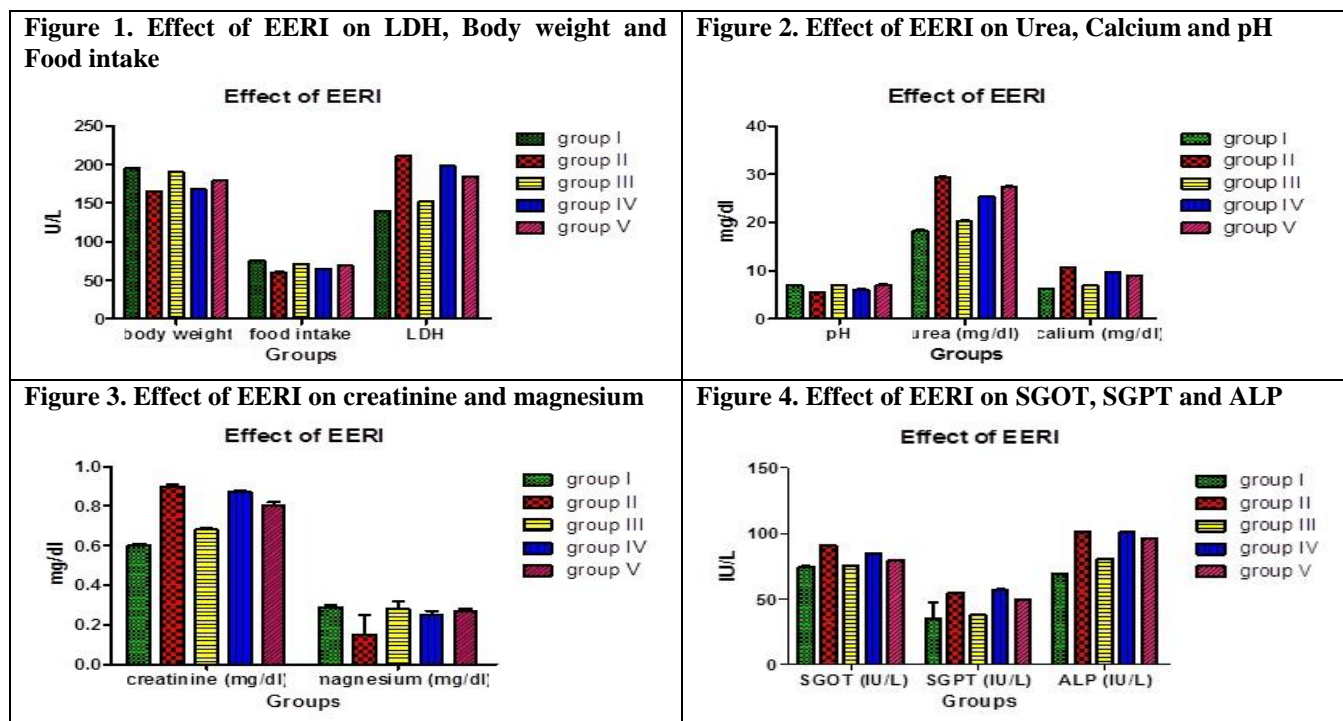 Figure 1. Effect of EERI on LDH, Body weight and
Food intake
Effect of EERI
250
200
150
100
50
0
U/L
body weight food intake LDH
Groups
group I
group II
group III
group IV
group V
Figure 2. Effect of EERI on Urea, Calcium and pH
Effect of EERI
40
30
20
10
0
mg/dl
pH urea (mg/dl) calium (mg/dl)
Groups
group I
group II
group III
group IV
group V
Figure 3. Effect of EERI on creatinine and magnesium
Effect of EERI
1.0
0.8
0.6
0.4
0.2
0.0
mg/dl
creatinine (mg/dl) magnesium (mg/dl)
Groups
group I
group II
group III
group IV
group V
Figure 4. Effect of EERI on SGOT, SGPT and ALP
Effect of EERI
150
100
50
0
IU/L
SGOT (IU/L) SGPT (IU/L) ALP (IU/L)
Groups
group I
group II
group III
group IV
group V